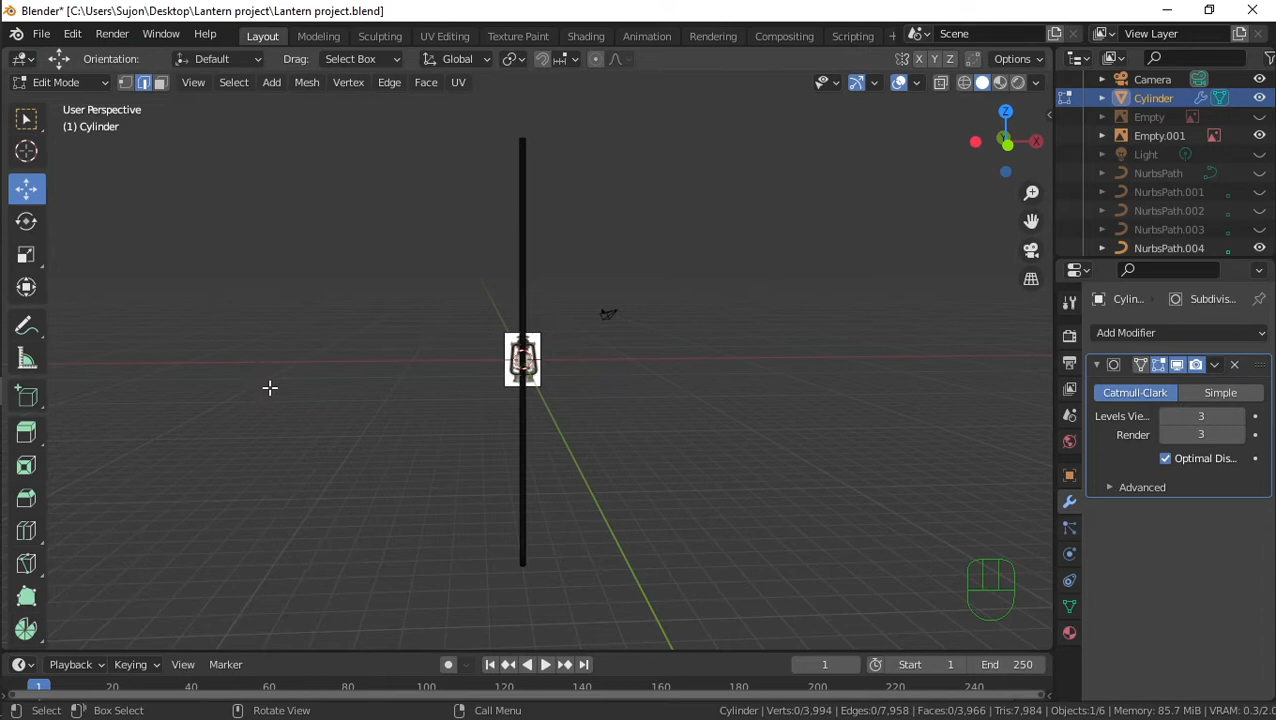 Blender* [C:\Users\Sujon\Desktop\Lantern project\Lantern project.blend]
File Edit Render Window Help Layout Modeling Sculpting UV Editing Texture Paint Shading Animation Rendering Compositing Scripting + Scene View Layer
Orientation: Default Drag: Select Box Global X Y Z Options
Edit Mode View Select Add Mesh Vertex Edge Face UV
User Perspective
(1) Cylinder
Z
Y X
Camera
Cylinder
Empty
Empty.001
Light
NurbsPath
NurbsPath.001
NurbsPath.002
NurbsPath.003
NurbsPath.004
Cylin... Subdivis...
Add Modifier
Catmull-Clark Simple
Levels Vie... 3
Render 3
Optimal Dis...
Advanced
Playback Keying View Marker 1 Start 1 End 250
1 20 40 60 80 100 120 140 160 180 200 220 240
Select Box Select Rotate View Call Menu Cylinder | Verts:0/3,994 | Edges:0/7,958 | Faces:0/3,966 | Tris:7,984 | Objects:1/6 | Memory: 85.7 MiB | VRAM: 0.3/2.0